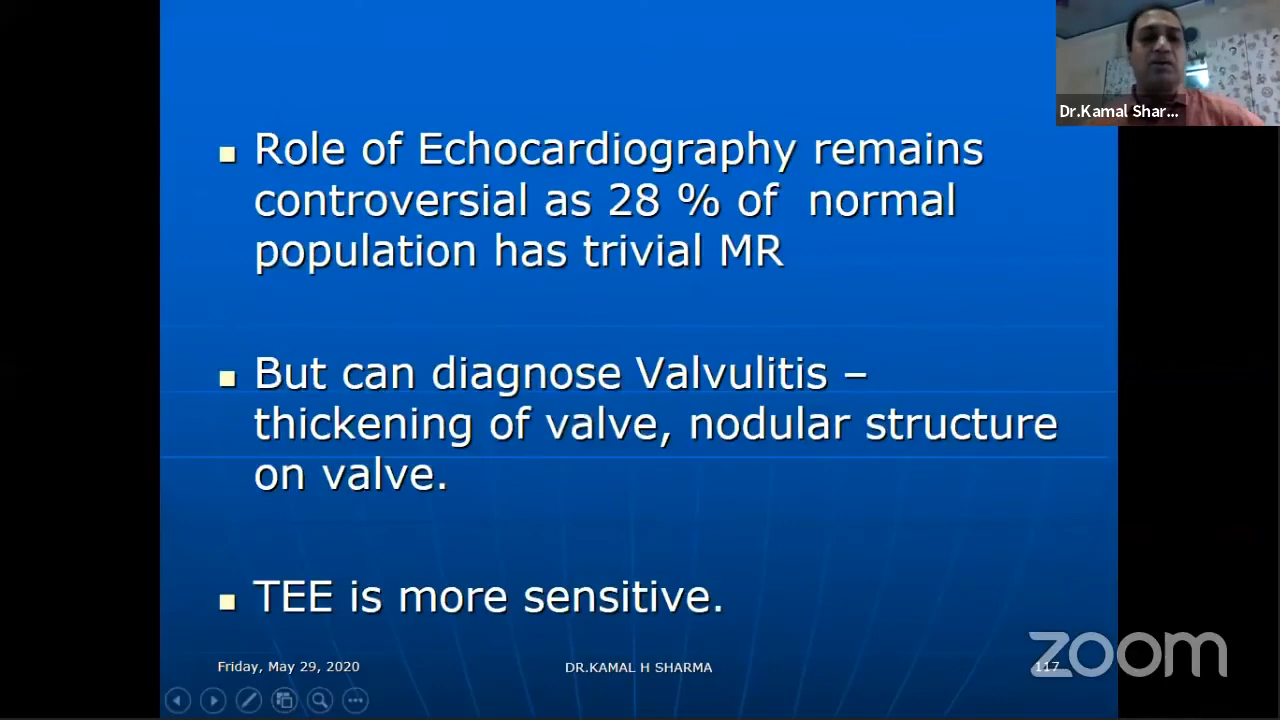 Dr.Kamal Shar...
Role of Echocardiography remains
controversial as 28 % of normal
population has trivial MR
But can diagnose Valvulitis –
thickening of valve, nodular structure
on valve.
TEE is more sensitive.
Friday, May 29, 2020
DR.KAMAL H SHARMA
117
zoom